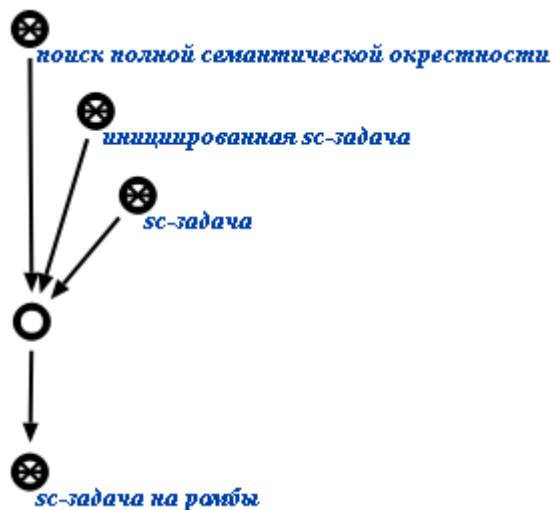 поиск полной семантической окрестности
инициированная sc-задача
sc-задача
sc-задача на ромбы